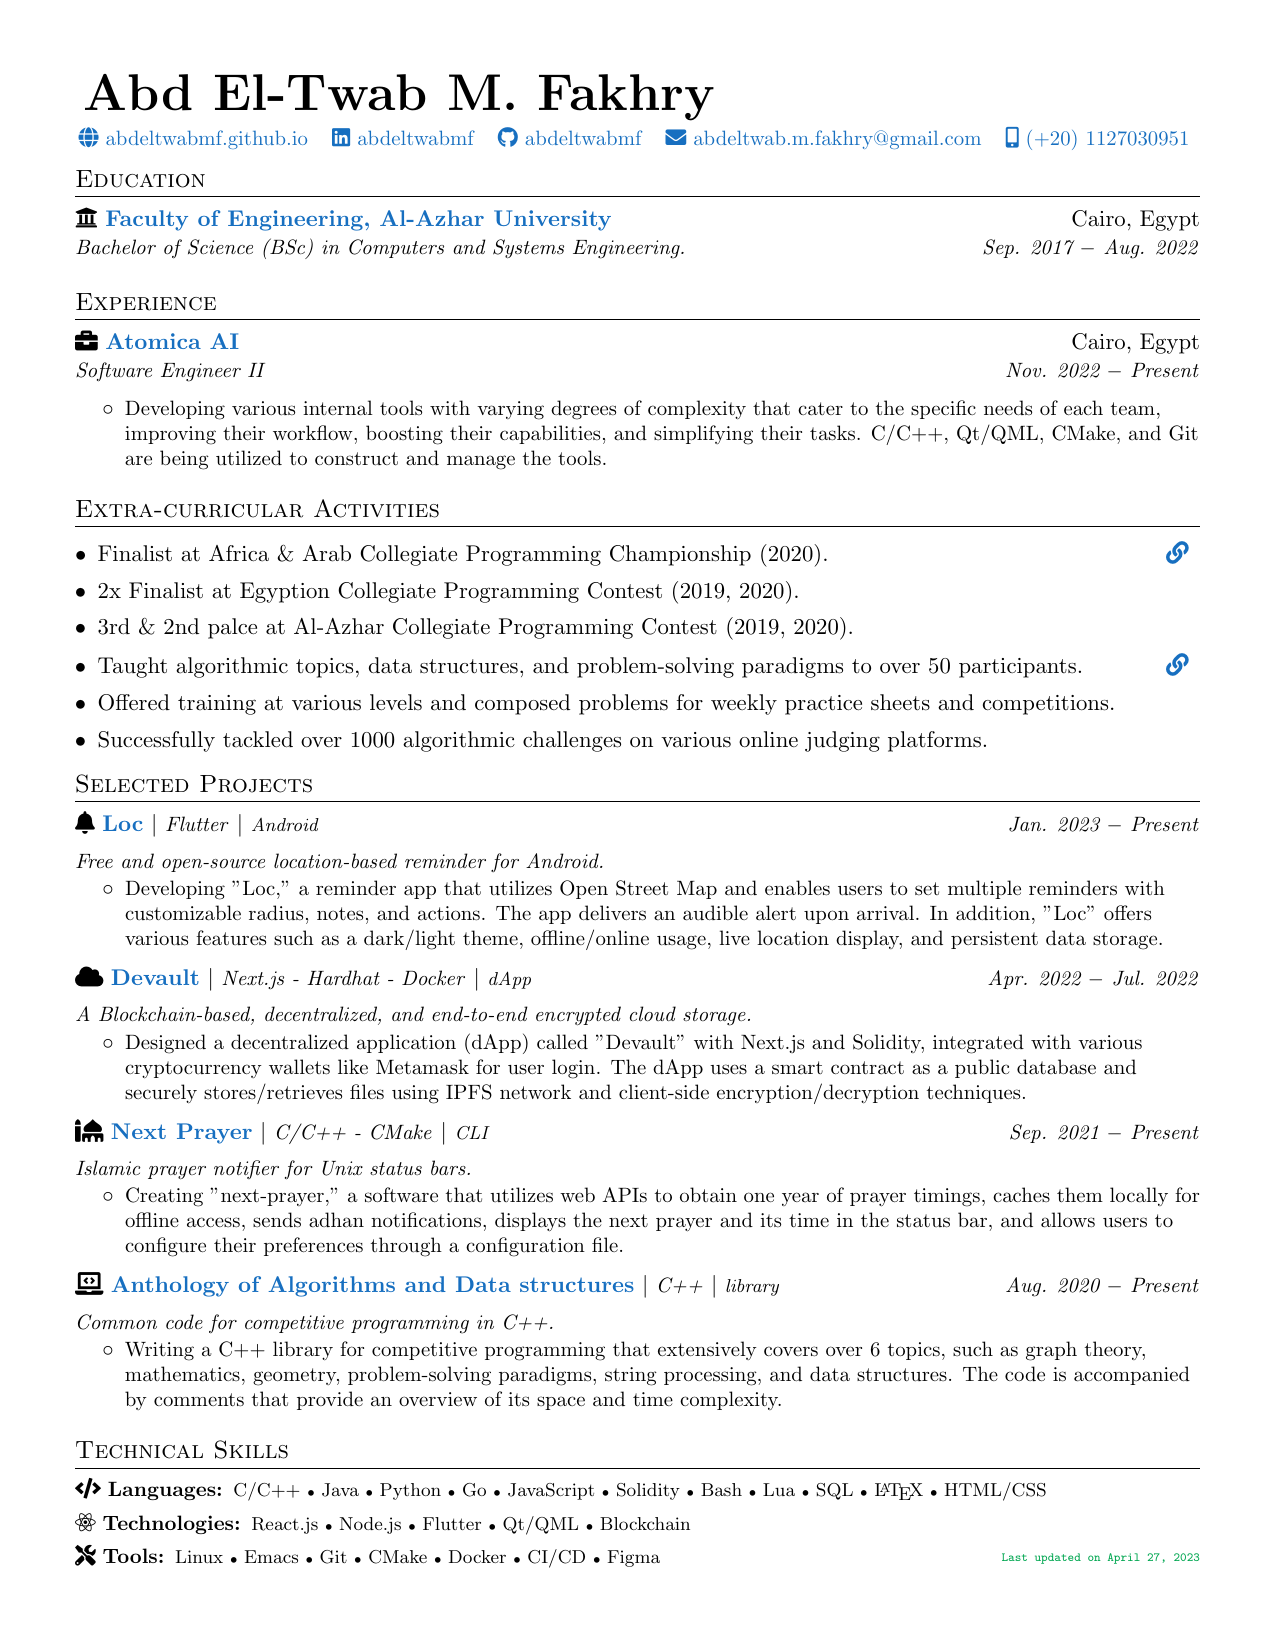 Abd El-Twab M. Fakhry
abdeltwabmf.github.io abdeltwabmf abdeltwabmf abdeltwab.m.fakhry@gmail.com (+20) 1127030951
Education
Faculty of Engineering, Al-Azhar University Cairo, Egypt
Bachelor of Science (BSc) in Computers and Systems Engineering. Sep. 2017 – Aug. 2022
Experience
Atomica AI Cairo, Egypt
Software Engineer II Nov. 2022 – Present
◦ Developing various internal tools with varying degrees of complexity that cater to the specific needs of each team,
improving their workflow, boosting their capabilities, and simplifying their tasks. C/C++, Qt/QML, CMake, and Git
are being utilized to construct and manage the tools.
Extra-curricular Activities
• Finalist at Africa & Arab Collegiate Programming Championship (2020).
• 2x Finalist at Egyption Collegiate Programming Contest (2019, 2020).
• 3rd & 2nd palce at Al-Azhar Collegiate Programming Contest (2019, 2020).
• Taught algorithmic topics, data structures, and problem-solving paradigms to over 50 participants.
• Offered training at various levels and composed problems for weekly practice sheets and competitions.
• Successfully tackled over 1000 algorithmic challenges on various online judging platforms.
Selected Projects
Loc | Flutter | Android Jan. 2023 – Present
Free and open-source location-based reminder for Android.
◦ Developing ”Loc,” a reminder app that utilizes Open Street Map and enables users to set multiple reminders with
customizable radius, notes, and actions. The app delivers an audible alert upon arrival. In addition, ”Loc” offers
various features such as a dark/light theme, offline/online usage, live location display, and persistent data storage.
Devault | Next.js - Hardhat - Docker | dApp Apr. 2022 – Jul. 2022
A Blockchain-based, decentralized, and end-to-end encrypted cloud storage.
◦ Designed a decentralized application (dApp) called ”Devault” with Next.js and Solidity, integrated with various
cryptocurrency wallets like Metamask for user login. The dApp uses a smart contract as a public database and
securely stores/retrieves files using IPFS network and client-side encryption/decryption techniques.
Next Prayer | C/C++ - CMake | CLI Sep. 2021 – Present
Islamic prayer notifier for Unix status bars.
◦ Creating ”next-prayer,” a software that utilizes web APIs to obtain one year of prayer timings, caches them locally for
offline access, sends adhan notifications, displays the next prayer and its time in the status bar, and allows users to
configure their preferences through a configuration file.
Anthology of Algorithms and Data structures | C++ | library Aug. 2020 – Present
Common code for competitive programming in C++.
◦ Writing a C++ library for competitive programming that extensively covers over 6 topics, such as graph theory,
mathematics, geometry, problem-solving paradigms, string processing, and data structures. The code is accompanied
by comments that provide an overview of its space and time complexity.
Technical Skills
Languages: C/C++ • Java • Python • Go • JavaScript • Solidity • Bash • Lua • SQL • LATEX • HTML/CSS
Technologies: React.js • Node.js • Flutter • Qt/QML • Blockchain
Tools: Linux • Emacs • Git • CMake • Docker • CI/CD • Figma Last updated on April 27, 2023